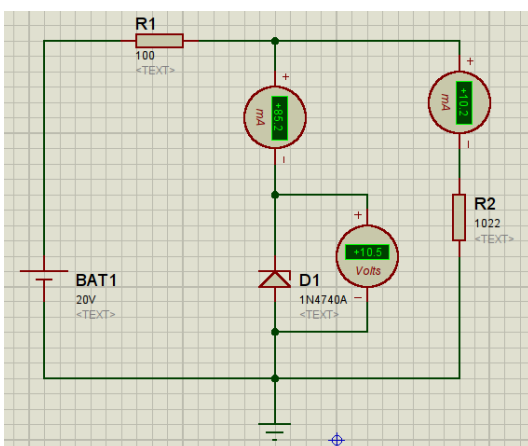 R1
100
<TEXT>
+
+85.2
mA
-
+
+10.2
mA
-
R2
1022
<TEXT>
+
+10.5
Volts
-
BAT1
20V
<TEXT>
D1
1N4740A
<TEXT>